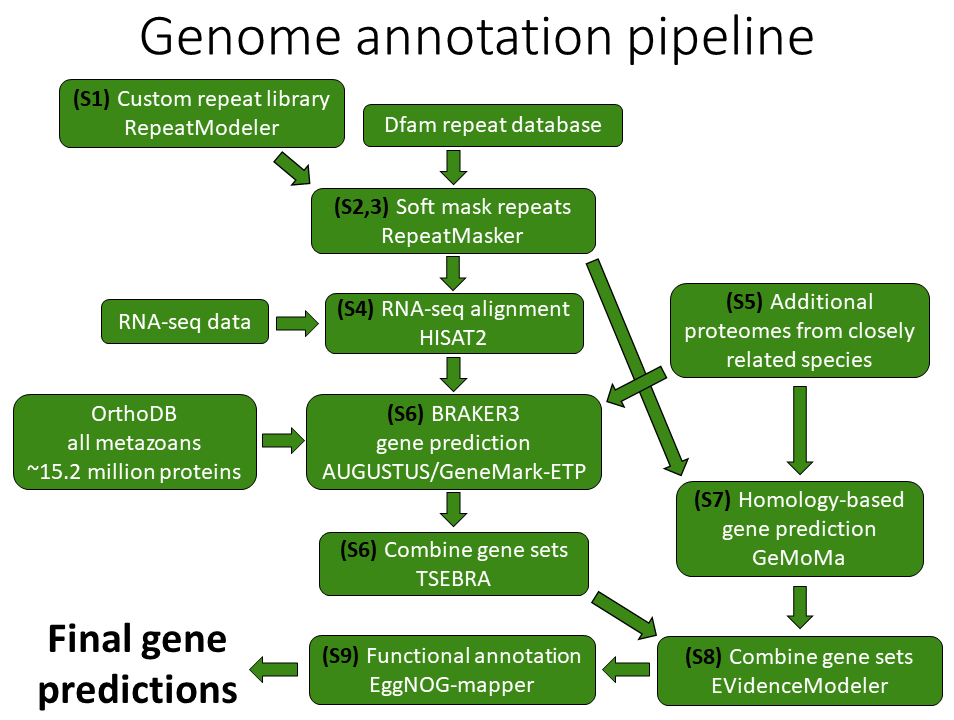 Genome annotation pipeline
(S1) Custom repeat library
RepeatModeler
Dfam repeat database
(S2,3) Soft mask repeats
RepeatMasker
RNA-seq data
(S4) RNA-seq alignment
HISAT2
(S5) Additional
proteomes from closely
related species
OrthoDB
all metazoans
~15.2 million proteins
(S6) BRAKER3
gene prediction
AUGUSTUS/GeneMark-ETP
(S7) Homology-based
gene prediction
GeMoMa
(S6) Combine gene sets
TSEBRA
(S8) Combine gene sets
EVidenceModeler
(S9) Functional annotation
EggNOG-mapper
Final gene
predictions